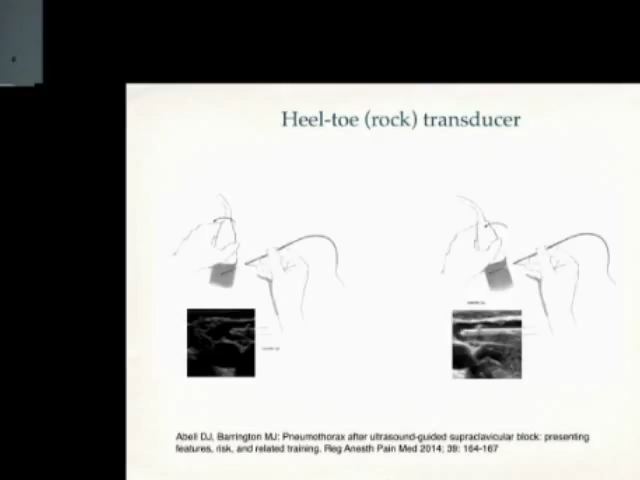 Heel-toe (rock) transducer
Abell DJ, Barrington MJ: Pneumothorax after ultrasound-guided supraclavicular block: presenting
features, risk, and related training. Reg Anesth Pain Med 2014; 39: 164-167